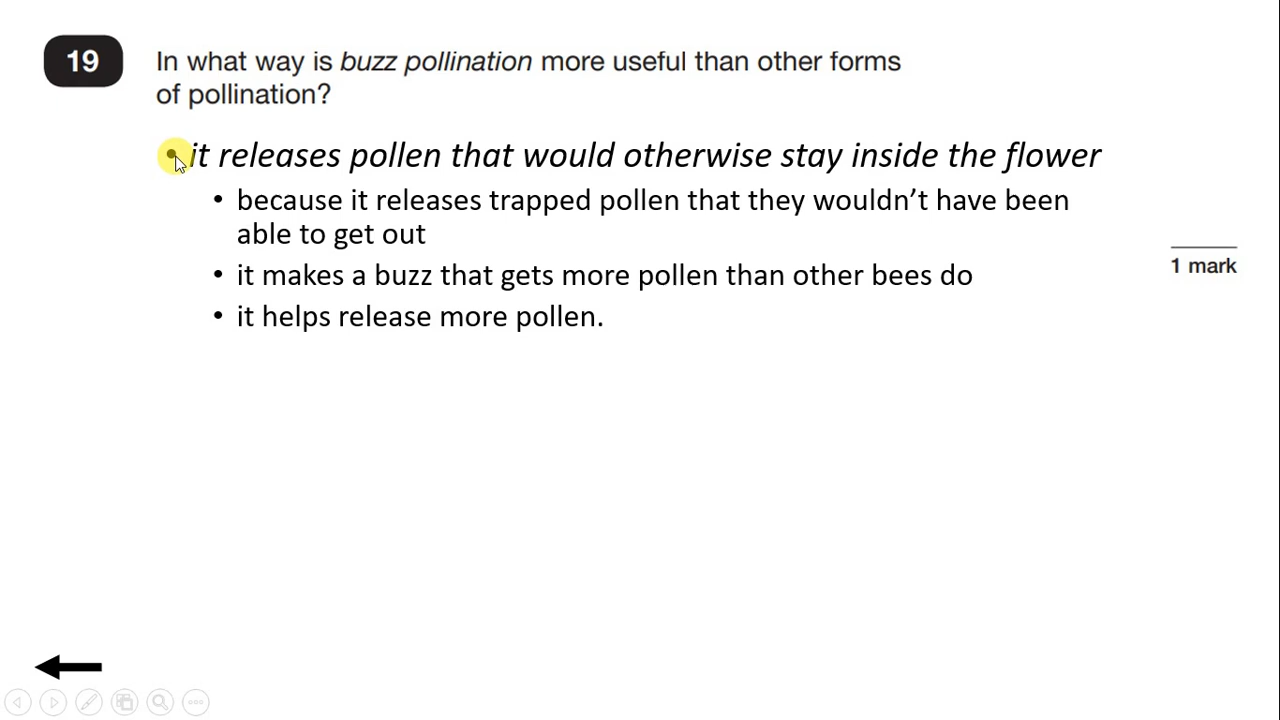 19
In what way is buzz pollination more useful than other forms
of pollination?
• it releases pollen that would otherwise stay inside the flower
• because it releases trapped pollen that they wouldn’t have been
able to get out
• it makes a buzz that gets more pollen than other bees do
• it helps release more pollen.
1 mark